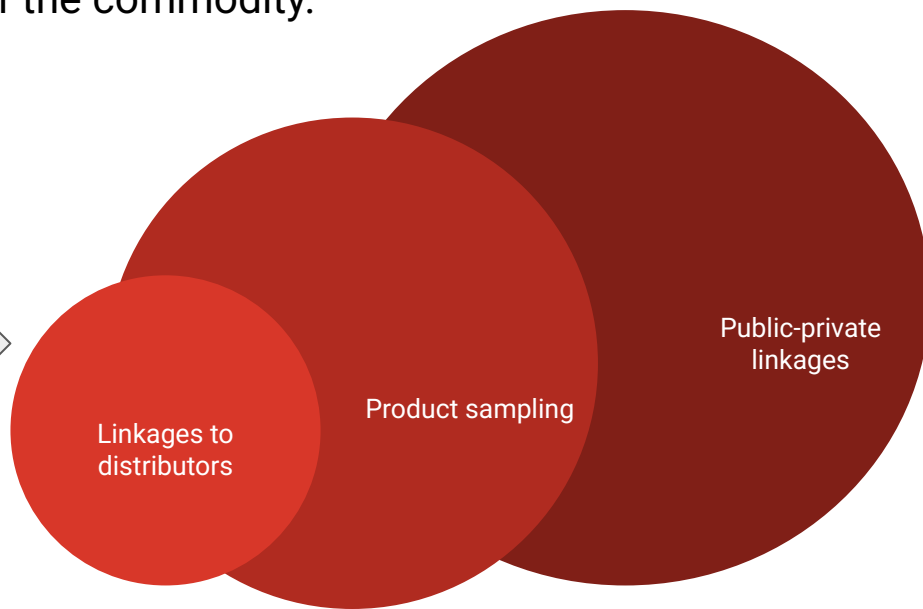 the commodity.
Public-private
linkages
Product sampling
Linkages to
distributors